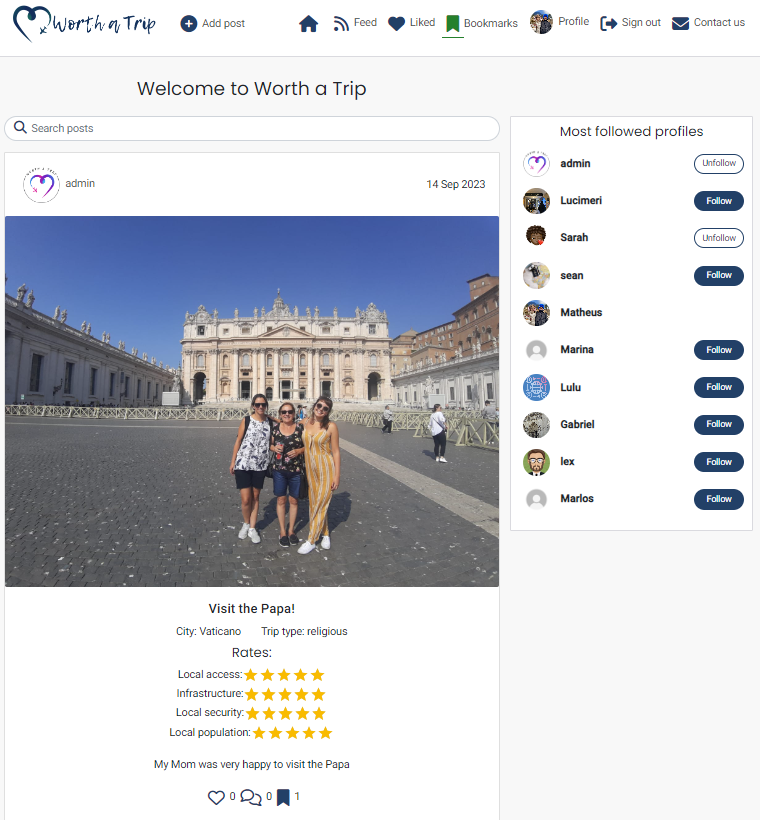 Worth a Trip
Add post
Feed
Liked
Bookmarks
Profile
Sign out
Contact us
Welcome to Worth a Trip
Search posts
admin
14 Sep 2023
Visit the Papa!
City: Vaticano Trip type: religious
Rates:
Local access:
Infrastructure:
Local security:
Local population:
My Mom was very happy to visit the Papa
0 0 1
Most followed profiles
admin Unfollow
Lucimeri Follow
Sarah Unfollow
sean Follow
Matheus
Marina Follow
Lulu Follow
Gabriel Follow
lex Follow
Marlos Follow